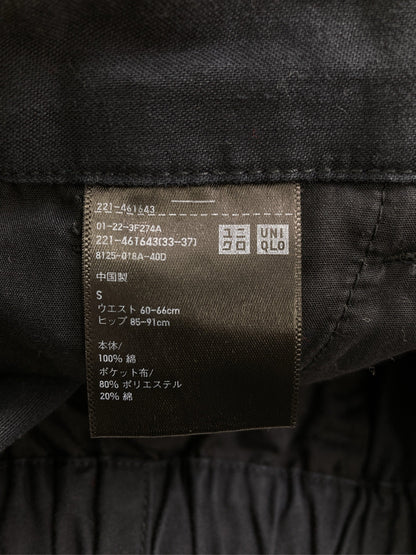 221-461643
01-22-3F274A
221-461643(33-37)
8125-018A-40D
ユニ
クロ
UNI
QLO
中国製
S
ウエスト 60-66cm
ヒップ 85-91cm
本体/
100% 綿
ポケット布/
80% ポリエステル
20% 綿